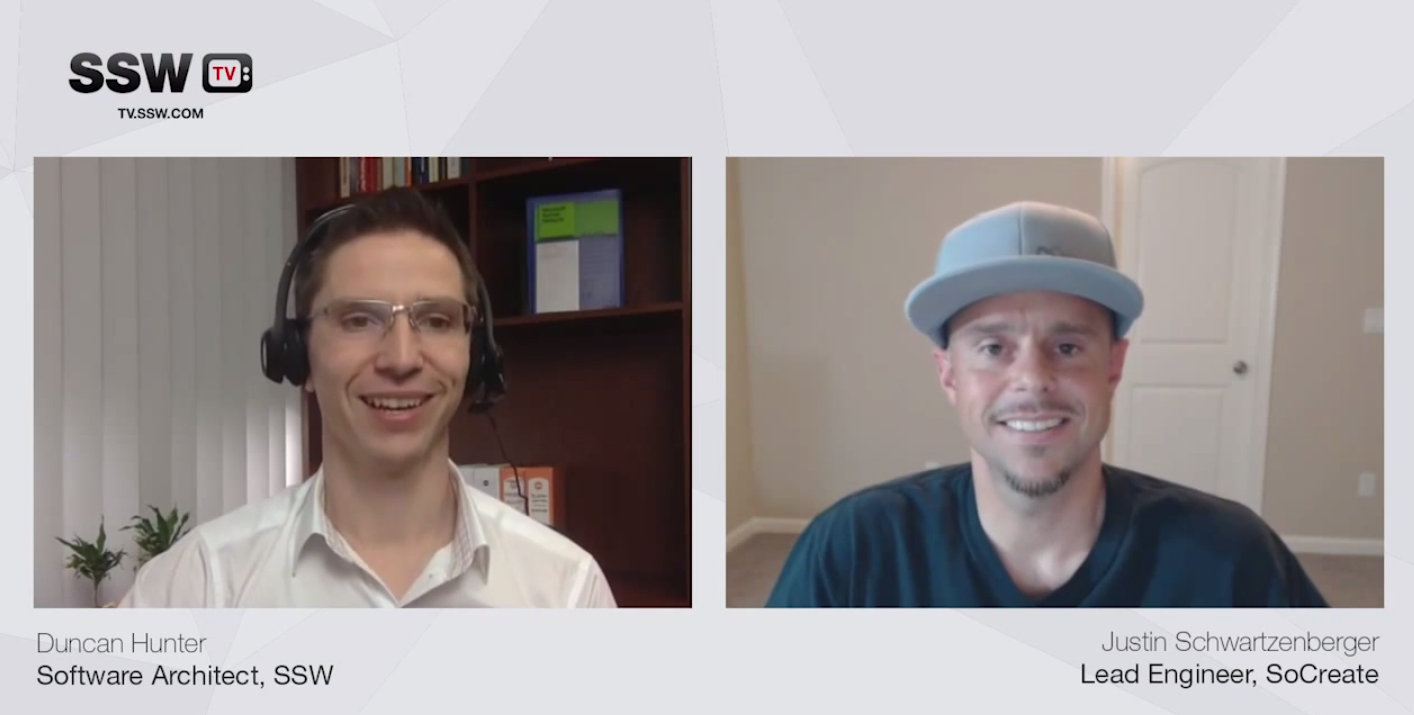 SSW TV
TV.SSW.COM
Duncan Hunter
Software Architect, SSW
Justin Schwartzenberger
Lead Engineer, SoCreate